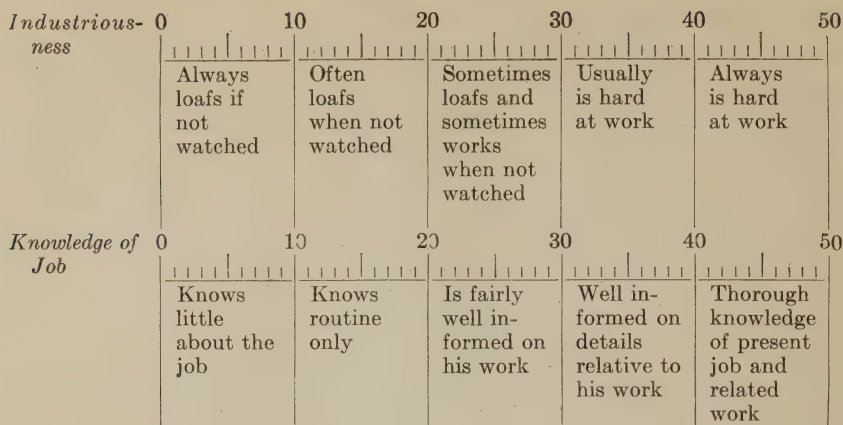 Industrious- 0 10 20 30 40 50
ness
Always Often Sometimes Usually Always
loafs if loafs loafs and is hard is hard
not when not sometimes at work at work
watched watched works
when not
watched
Knowledge of 0 10 20 30 40 50
Job
Knows Knows Is fairly Well in- Thorough
little routine well in- formed on knowledge
about the only formed on details of present
job his work relative to job and
his work related
work